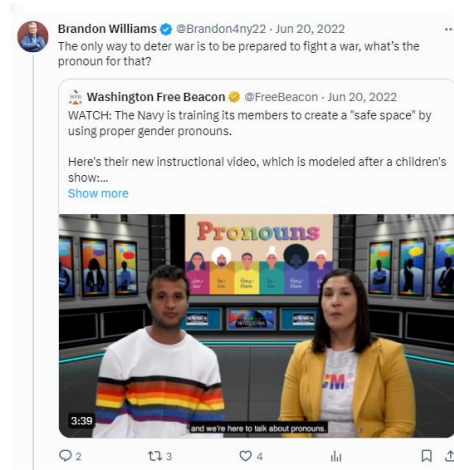 Brandon Williams @Brandon4ny22 · Jun 20, 2022
The only way to deter war is to be prepared to fight a war, what's the
pronoun for that?
Washington Free Beacon @FreeBeacon · Jun 20, 2022
WATCH: The Navy is training its members to create a "safe space" by
using proper gender pronouns.
Here's their new instructional video, which is modeled after a children's
show:...
Show more
Pronouns
3:39
and we're here to talk about pronouns.
2 3 4